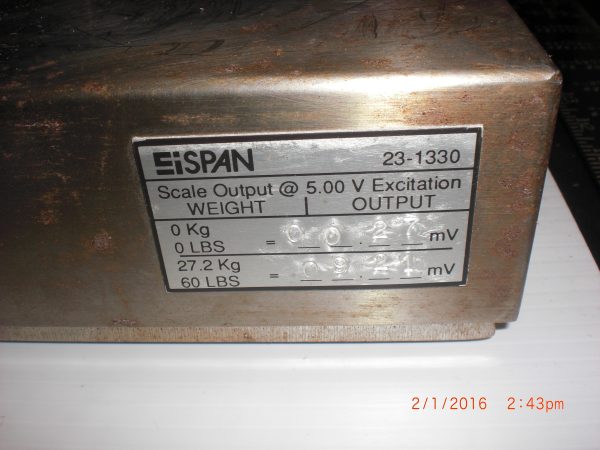 EiSPAN 23-1330
Scale Output @ 5.00 V Excitation
WEIGHT OUTPUT
0 Kg
0 LBS = mV
27.2 Kg
60 LBS = mV
2/1/2016 2:43pm